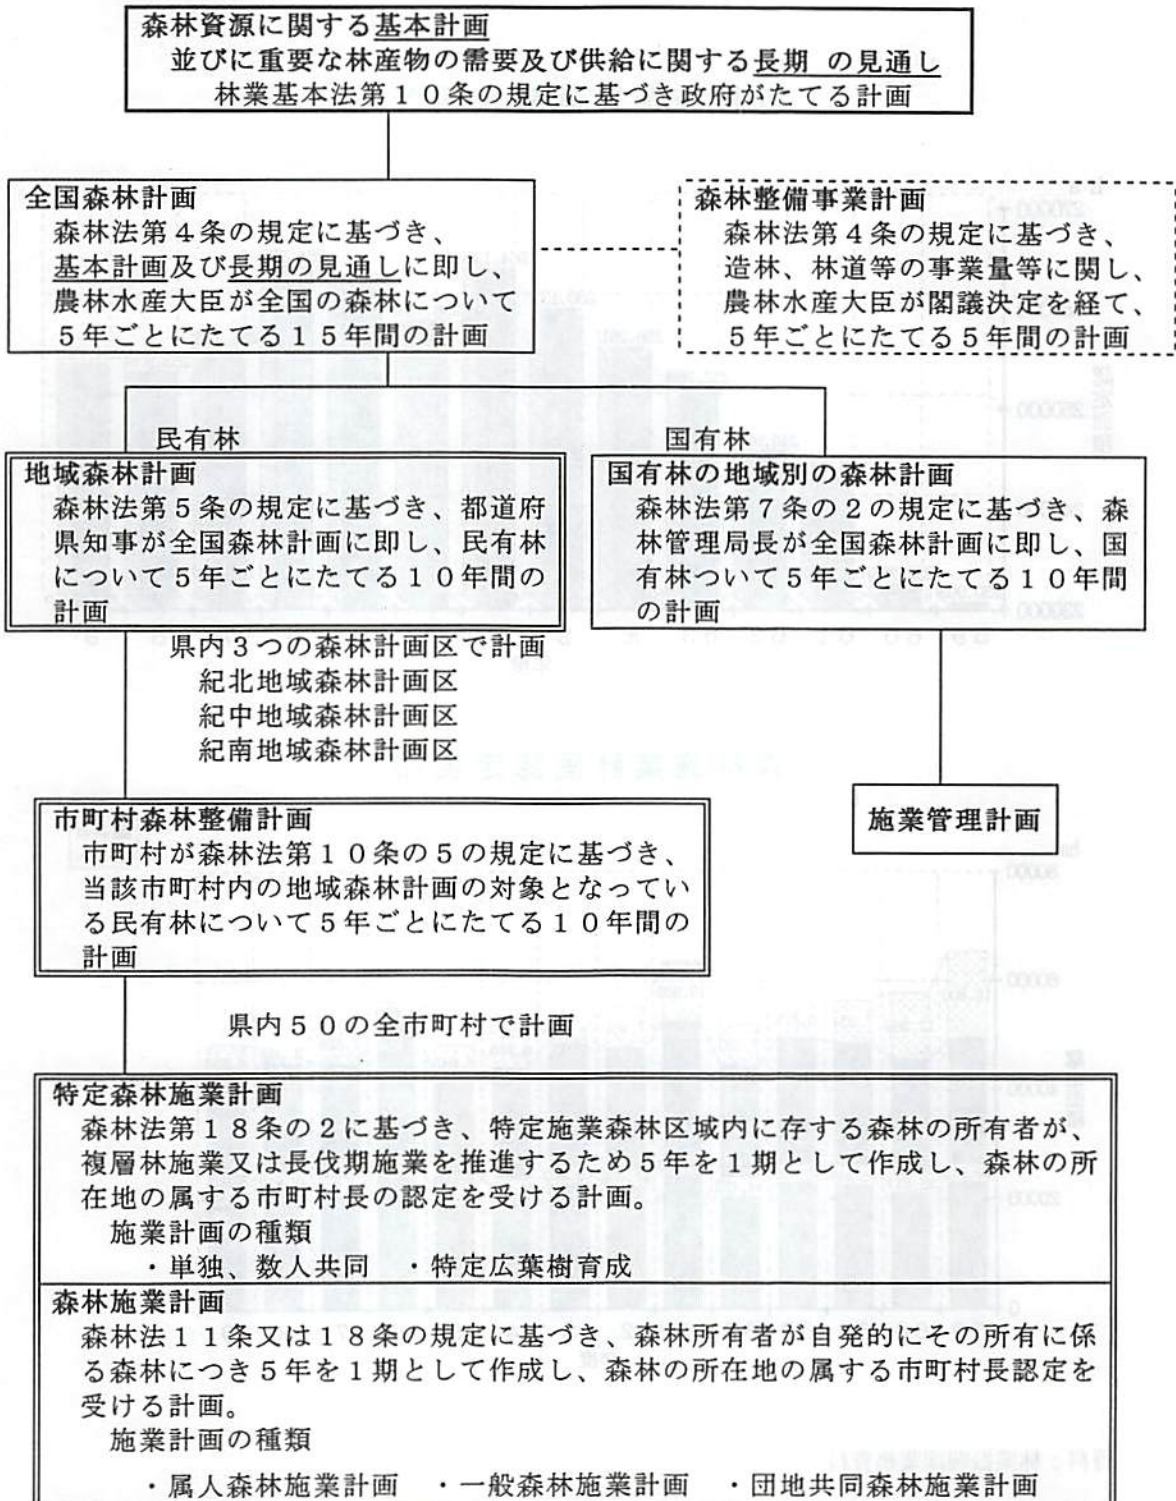 森林資源に関する基本計画
並びに重要な林産物の需要及び供給に関する長期 の見通し
林業基本法第10条の規定に基づき政府がたてる計画
全国森林計画
森林法第4条の規定に基づき、
基本計画及び長期の見通しに即し、
農林水産大臣が全国の森林について
5年ごとにたてる15年間の計画
森林整備事業計画
森林法第4条の規定に基づき、
造林、林道等の事業量等に関し、
農林水産大臣が閣議決定を経て、
5年ごとにたてる5年間の計画
民有林
地域森林計画
森林法第5条の規定に基づき、都道府
県知事が全国森林計画に即し、民有林
について5年ごとにたてる10年間の
計画
国有林
国有林の地域別の森林計画
森林法第7条の2の規定に基づき、森
林管理局長が全国森林計画に即し、国
有林ついて5年ごとにたてる10年間
の計画
県内3つの森林計画区で計画
紀北地域森林計画区
紀中地域森林計画区
紀南地域森林計画区
市町村森林整備計画
市町村が森林法第10条の5の規定に基づき、
当該市町村内の地域森林計画の対象となってい
る民有林について5年ごとにたてる10年間の
計画
施業管理計画
県内50の全市町村で計画
特定森林施業計画
森林法第18条の2に基づき、特定施業森林区域内に存する森林の所有者が、
複層林施業又は長伐期施業を推進するため5年を1期として作成し、森林の所
在地の属する市町村長の認定を受ける計画。
施業計画の種類
・単独、数人共同 ・特定広葉樹育成
森林施業計画
森林法11条又は18条の規定に基づき、森林所有者が自発的にその所有に係
る森林につき5年を1期として作成し、森林の所在地の属する市町村長認定を
受ける計画。
施業計画の種類
・属人森林施業計画 ・一般森林施業計画 ・団地共同森林施業計画